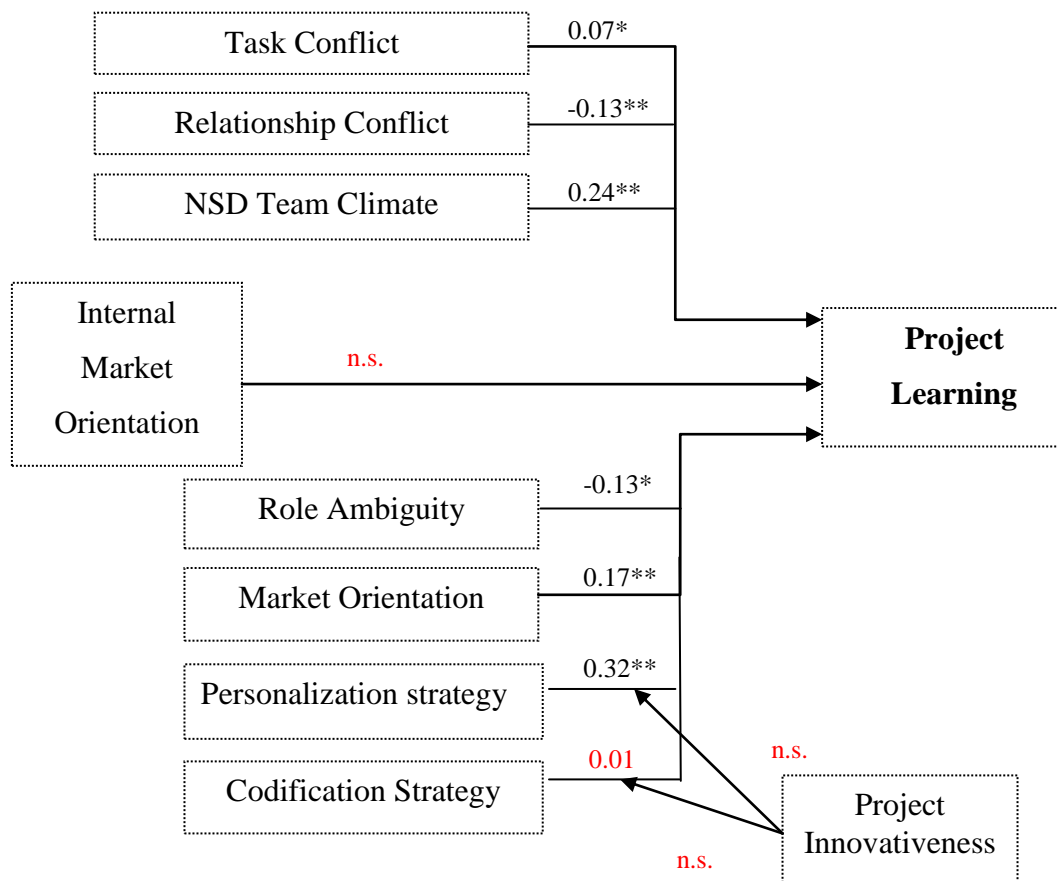 Task Conflict
0.07*
Relationship Conflict
-0.13**
NSD Team Climate
0.24**
Internal
Market
Orientation
n.s.
Project
Learning
Role Ambiguity
-0.13*
Market Orientation
0.17**
Personalization strategy
0.32**
Codification Strategy
0.01
n.s.
n.s.
Project
Innovativeness